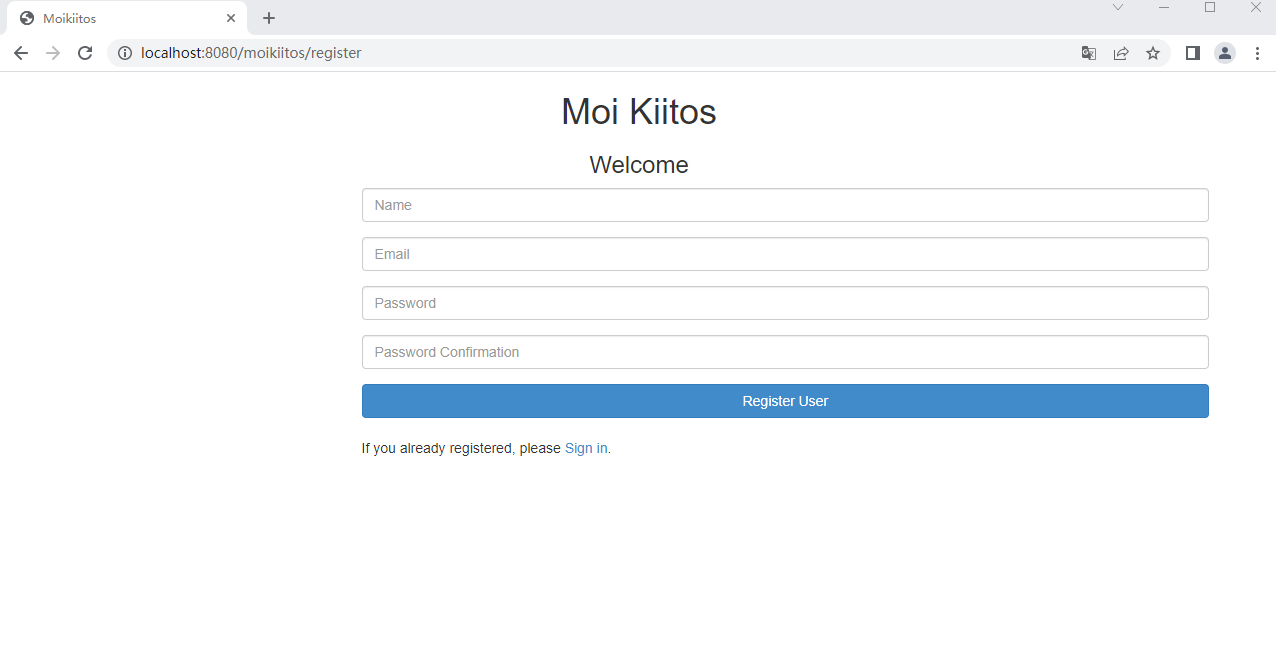 Moikiitos
localhost:8080/moikiitos/register
Moi Kiitos
Welcome
Name
Email
Password
Password Confirmation
Register User
If you already registered, please Sign in.